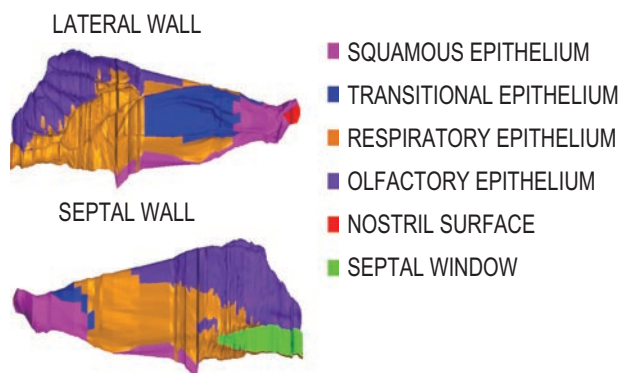 LATERAL WALL
SQUAMOUS EPITHELIUM
TRANSITIONAL EPITHELIUM
RESPIRATORY EPITHELIUM
OLFACTORY EPITHELIUM
NOSTRIL SURFACE
SEPTAL WINDOW
SEPTAL WALL